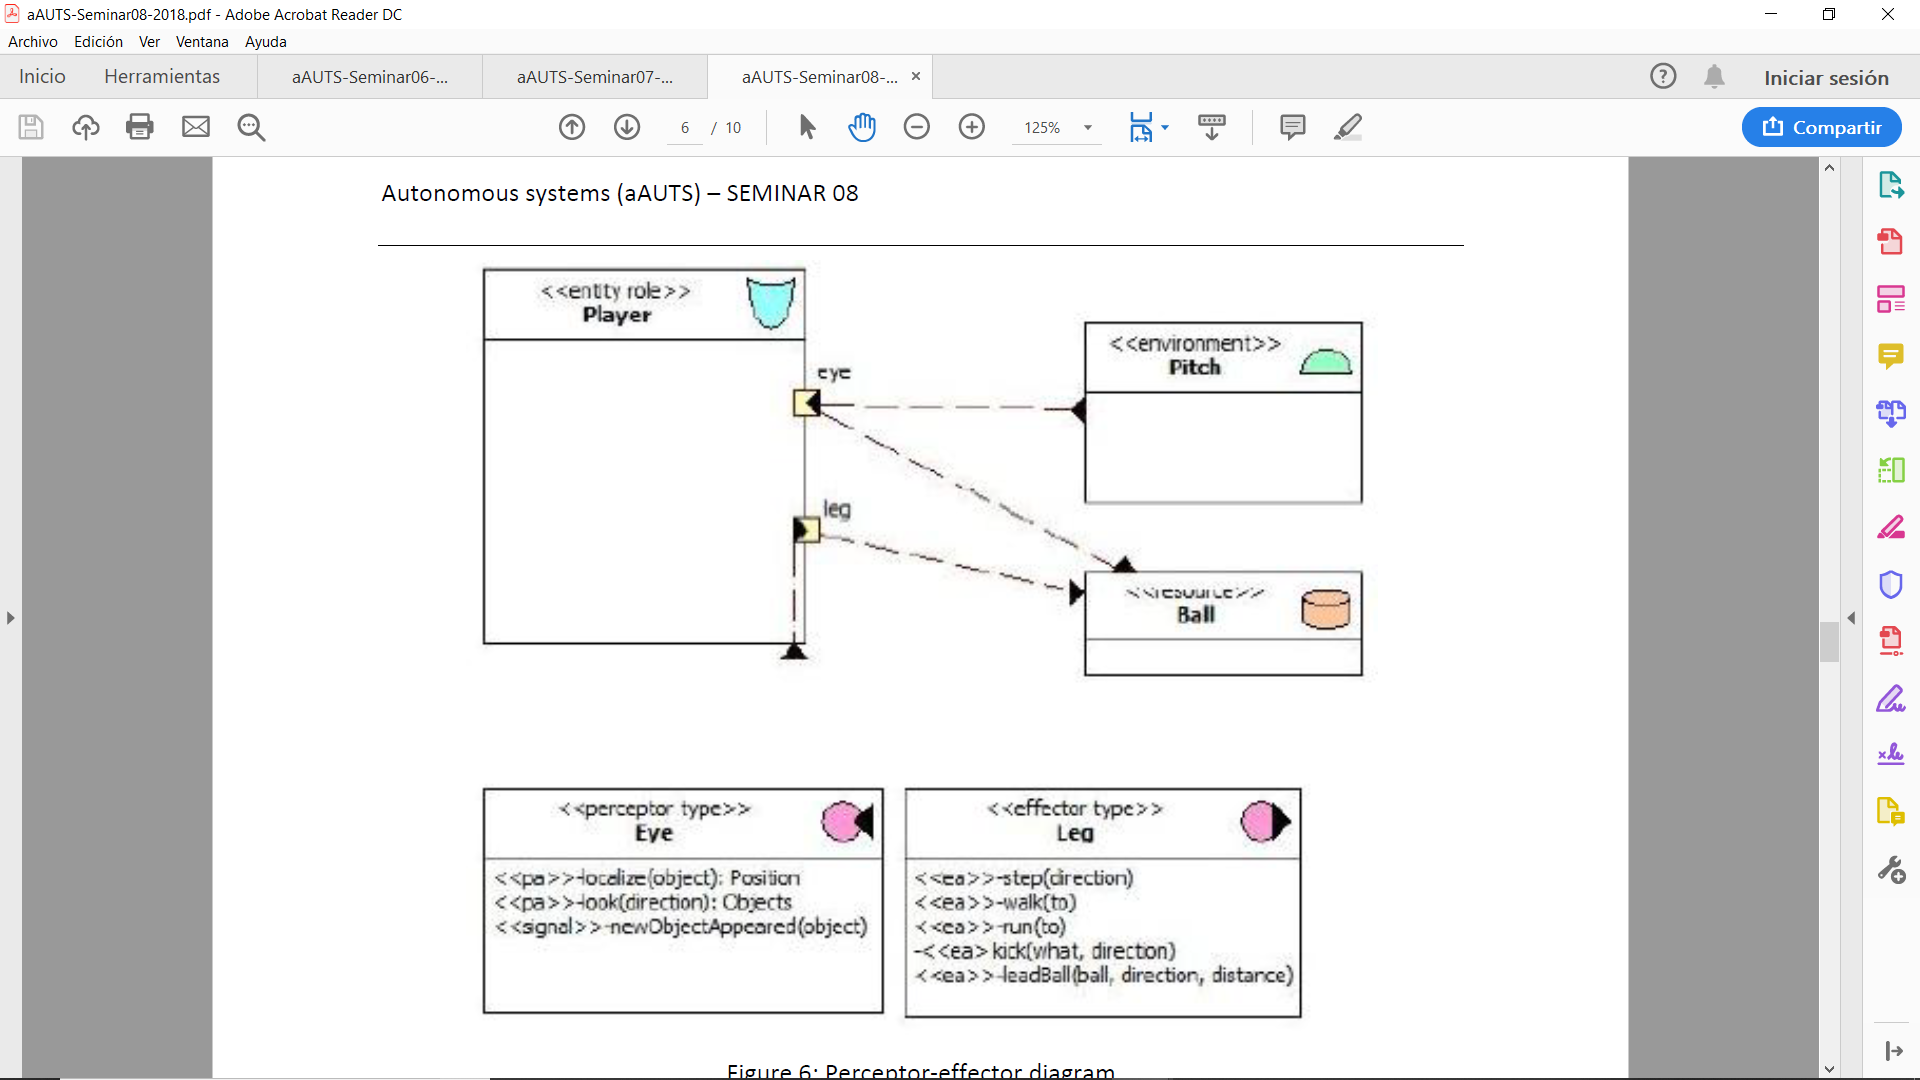 aAUTS-Seminar08-2018.pdf - Adobe Acrobat Reader DC
Archivo Edición Ver Ventana Ayuda
Inicio Herramientas aAUTS-Seminar06-... aAUTS-Seminar07-... aAUTS-Seminar08-... Iniciar sesión
6 / 10 125% Compartir
Autonomous systems (aAUTS) – SEMINAR 08
<<entity role>>
Player
eye
leg
<<environment>>
Pitch
<<resource>>
Ball
<<perceptor type>>
Eye
<<pa>>-localize(object): Position
<<pa>>-look(direction): Objects
<<signal>>-newObjectAppeared(object)
<<effector type>>
Leg
<<ea>>-step(direction)
<<ea>>-walk(to)
<<ea>>-run(to)
-<<ea> kick(what, direction)
<<ea>>-leadBall(ball, direction, distance)
Figure 6: Perceptor-effector diagram